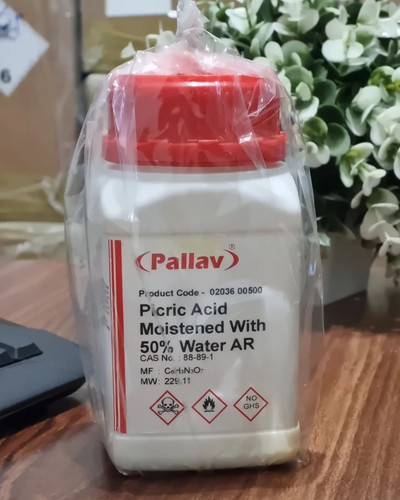 Pallav®
Product Code - 02036 00500
Picric Acid
Moistened With
50% Water AR
CAS No. : 88-89-1
MF : C₆H₃N₃O₇
MW : 229.11
NO
GHS
6